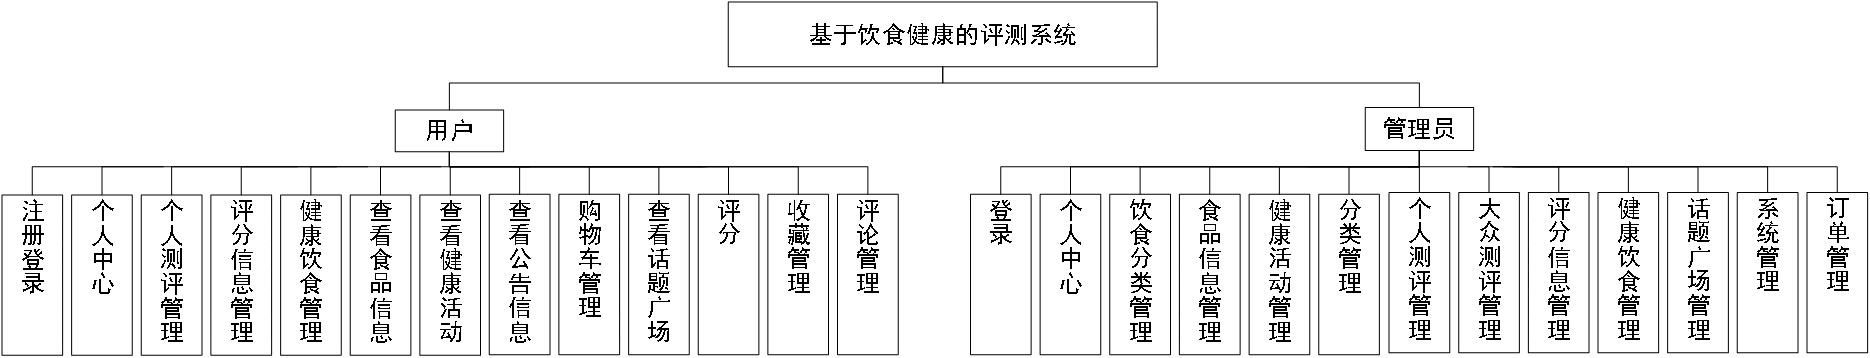 基于饮食健康的评测系统
用户
管理员
注册登录
个人中心
个人测评管理
评分信息管理
健康饮食管理
查看食品信息
查看健康活动
查看公告信息
购物车管理
查看话题广场
评分
收藏管理
评论管理
登录
个人中心
饮食分类管理
食品信息管理
健康活动管理
分类管理
个人测评管理
大众测评管理
评分信息管理
健康饮食管理
话题广场管理
系统管理
订单管理